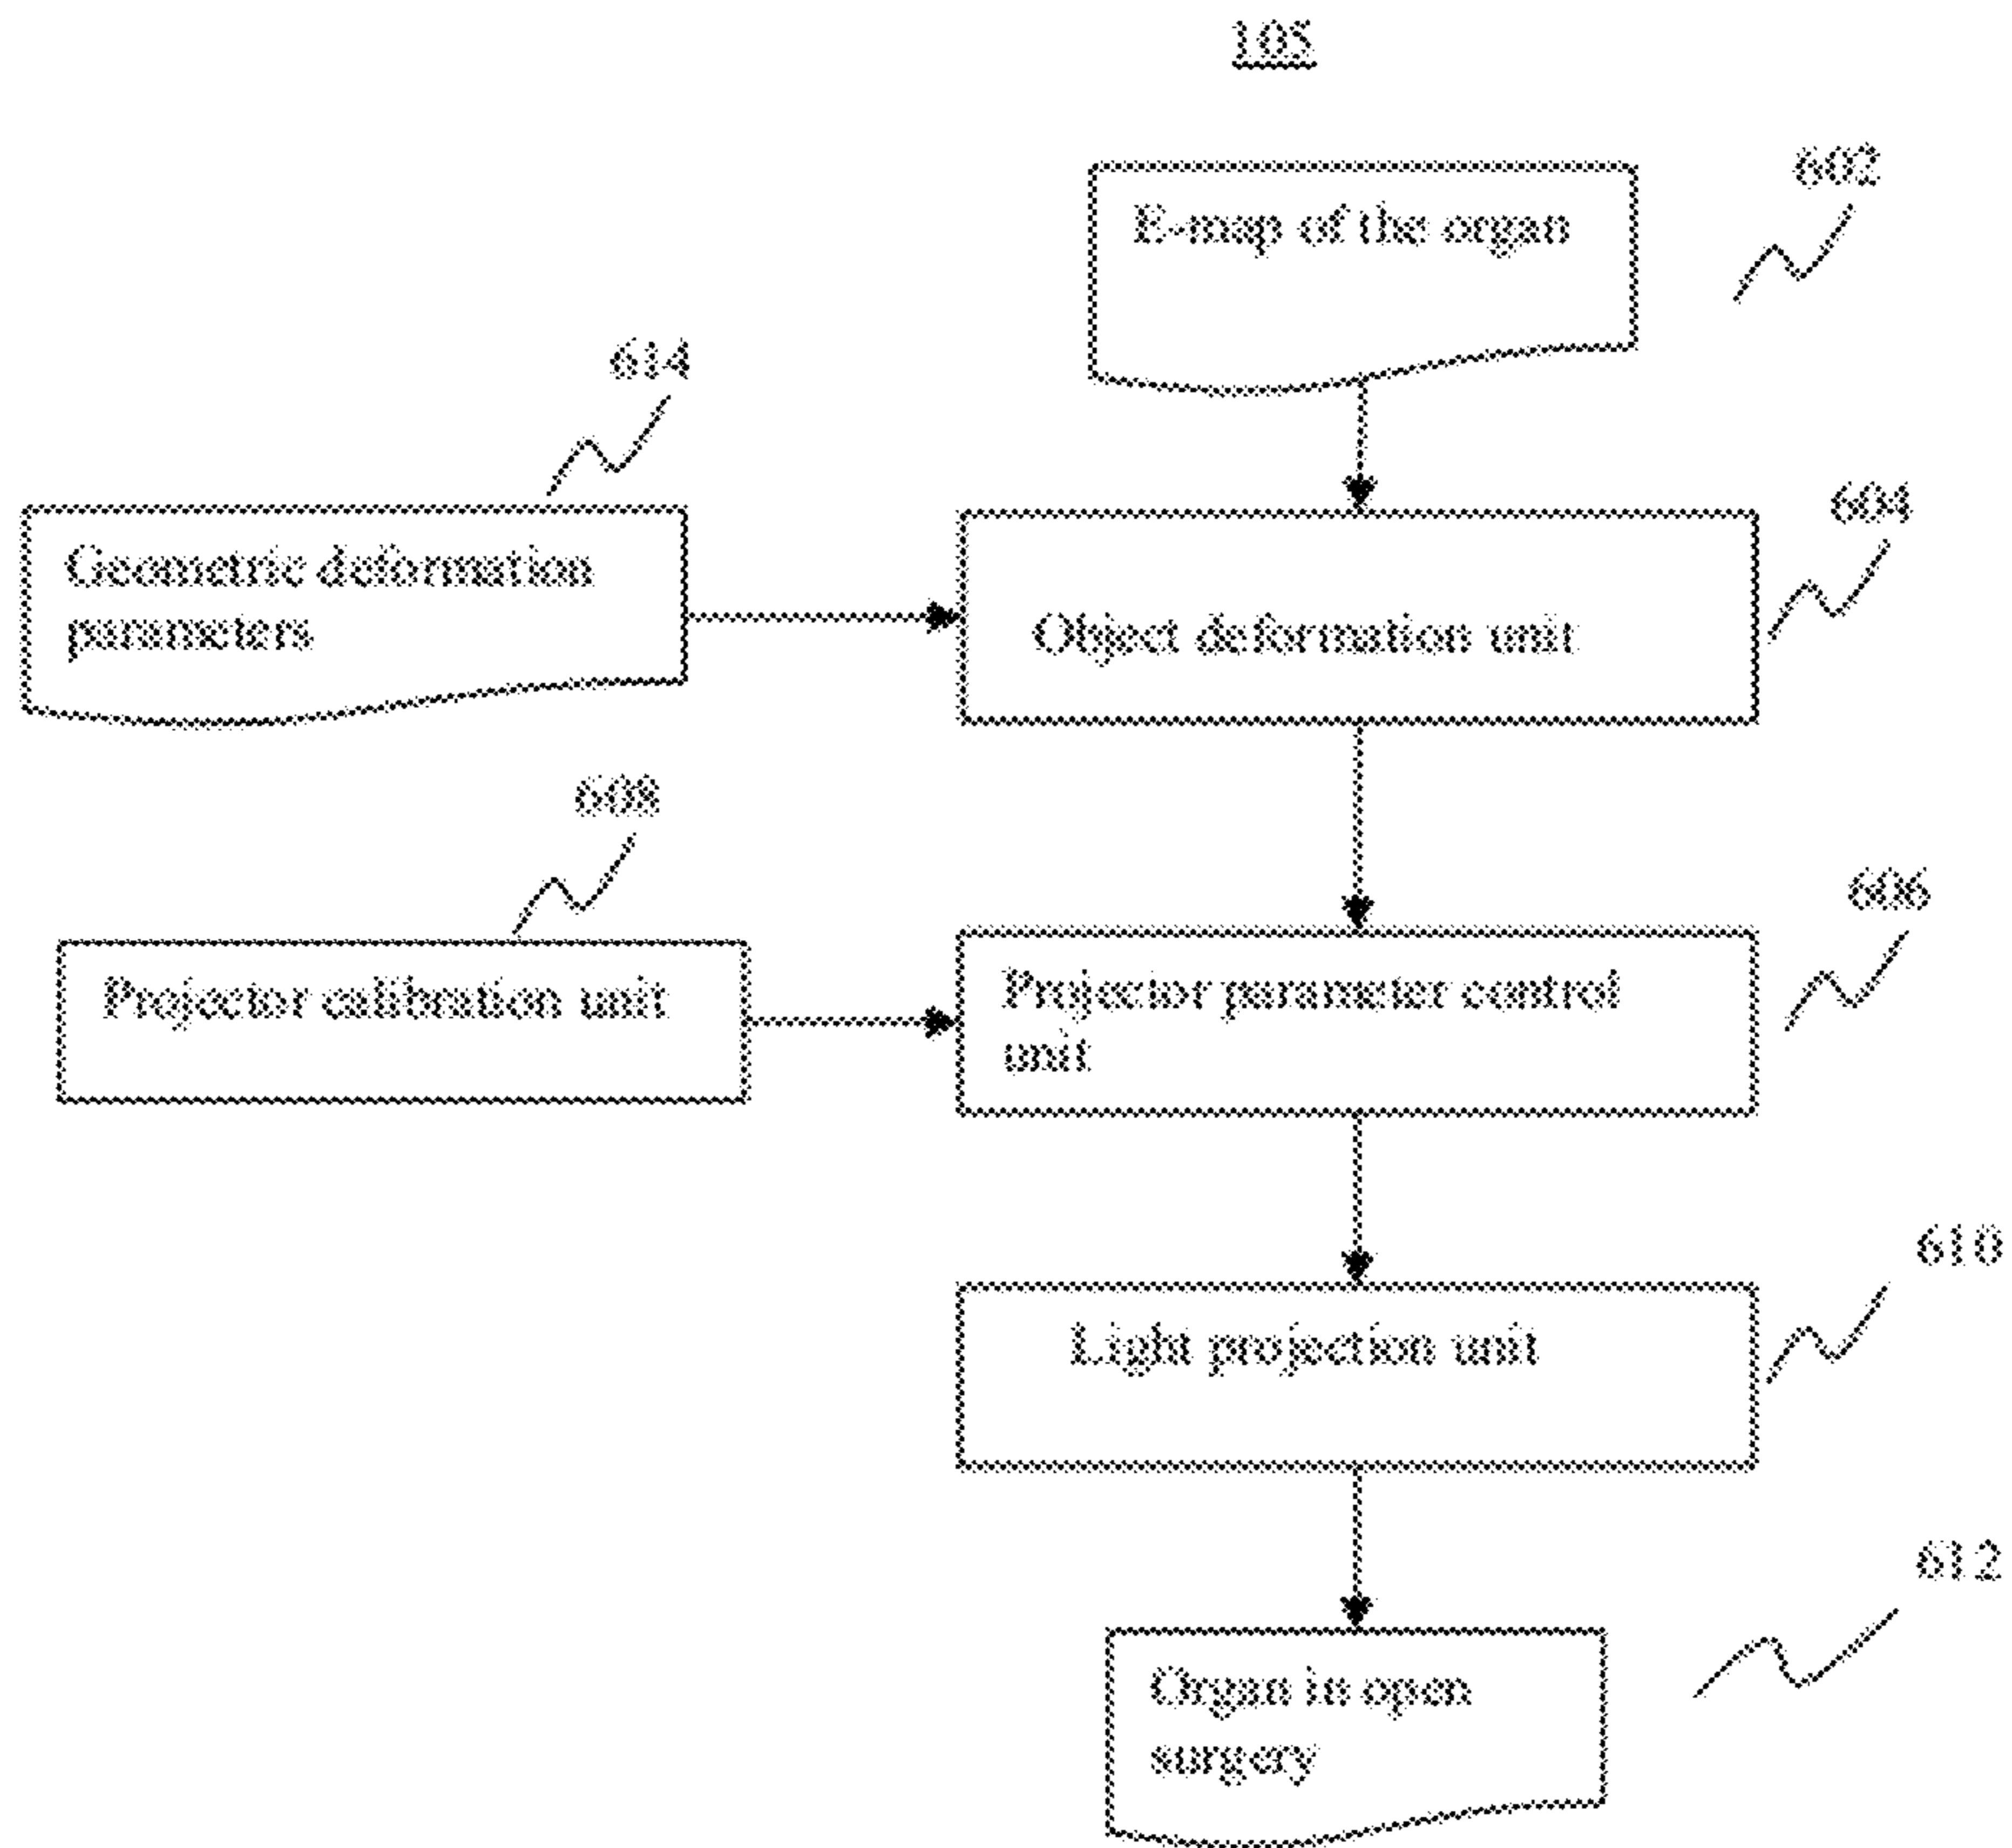 105
602
E-map of the organ
614
604
Geometric deformation
parameters
Object deformation unit
608
606
Projector calibration unit
Projector parameter control
unit
610
Light projection unit
612
Organ in open
surgery